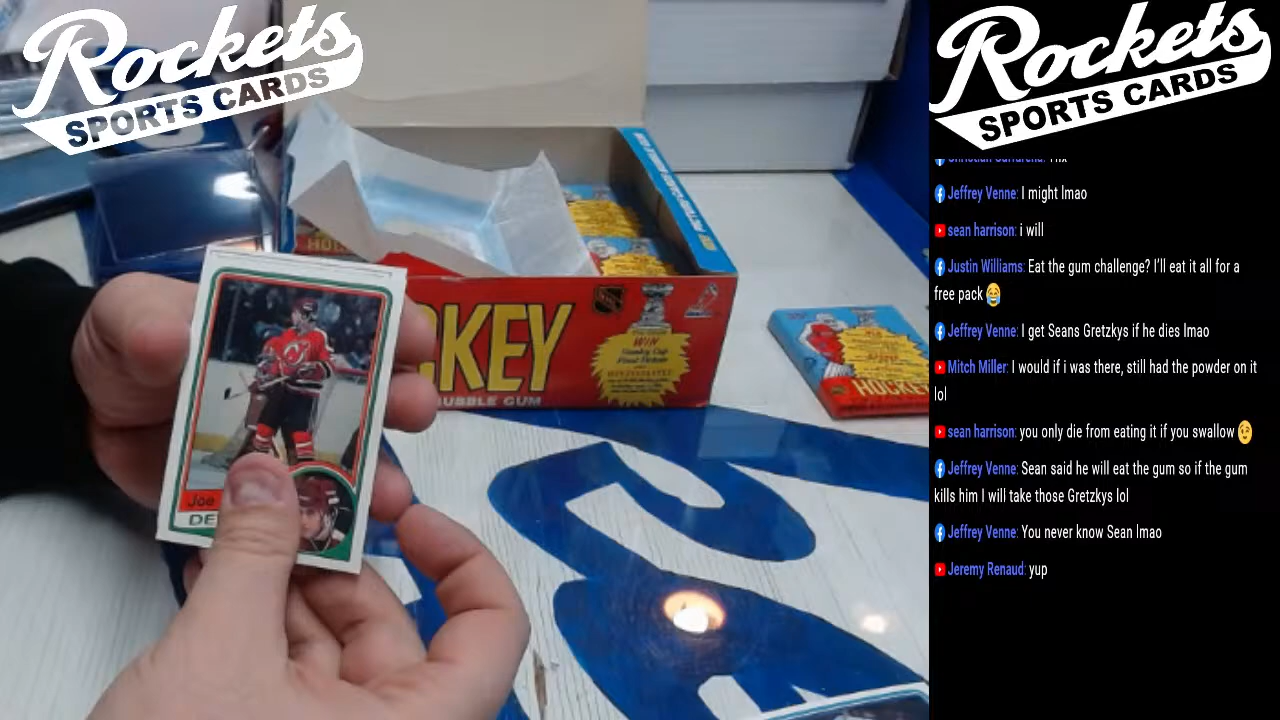 Rockets
SPORTS CARDS
Rockets
SPORTS CARDS
Jeffrey Venne: I might lmao
sean harrison: i will
Justin Williams: Eat the gum challenge? I'll eat it all for a
free pack 😂
Jeffrey Venne: I get Seans Gretzkys if he dies lmao
Mitch Miller: I would if i was there, still had the powder on it
lol
sean harrison: you only die from eating it if you swallow 😉
Jeffrey Venne: Sean said he will eat the gum so if the gum
kills him I will take those Gretzkys lol
Jeffrey Venne: You never know Sean lmao
Jeremy Renaud: yup
CKEY
BUBBLE GUM
WIN
Stanley Cup
HOCKEY
Joe
DE